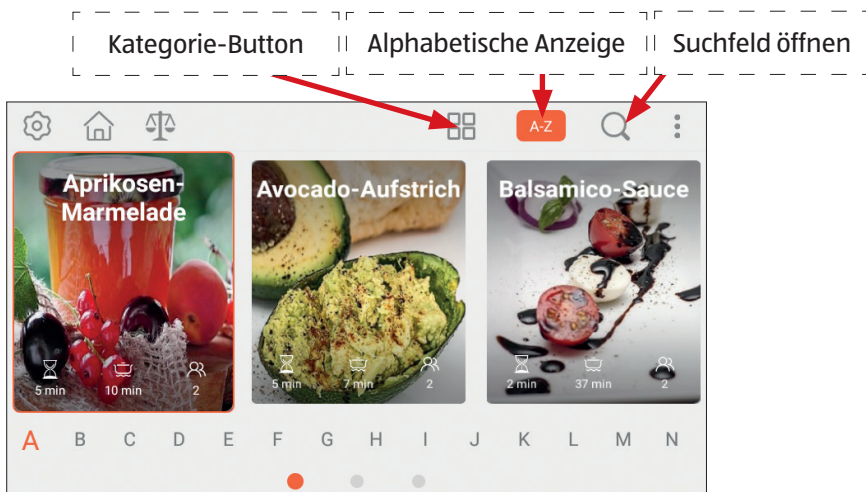 Kategorie-Button
Alphabetische Anzeige
Suchfeld öffnen
A-Z
Aprikosen-
Marmelade
5 min 10 min 2
Avocado-Aufstrich
5 min 7 min 2
Balsamico-Sauce
2 min 37 min 2
A B C D E F G H I J K L M N